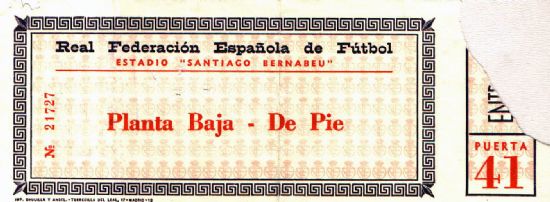 Real Federación Española de Fútbol
ESTADIO "SANTIAGO BERNABEU"
Nº 21727
Planta Baja - De Pie
PUERTA
41